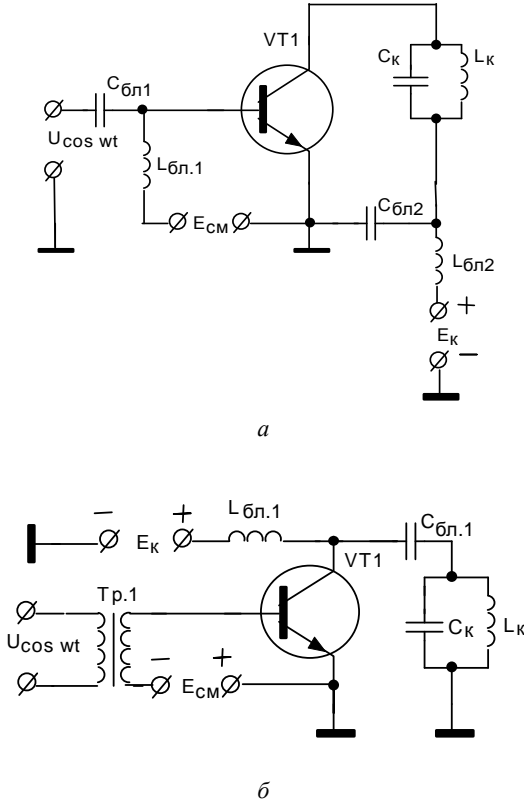 VT1
Cбл1
Cк
Lк
Ucos wt
Lбл.1
Eсм
Cбл2
Lбл2
+
Eк
−
а
−
Eк
+
Lбл.1
Cбл.1
VT1
Тр.1
Ucos wt
−
Eсм
+
Cк
Lк
б